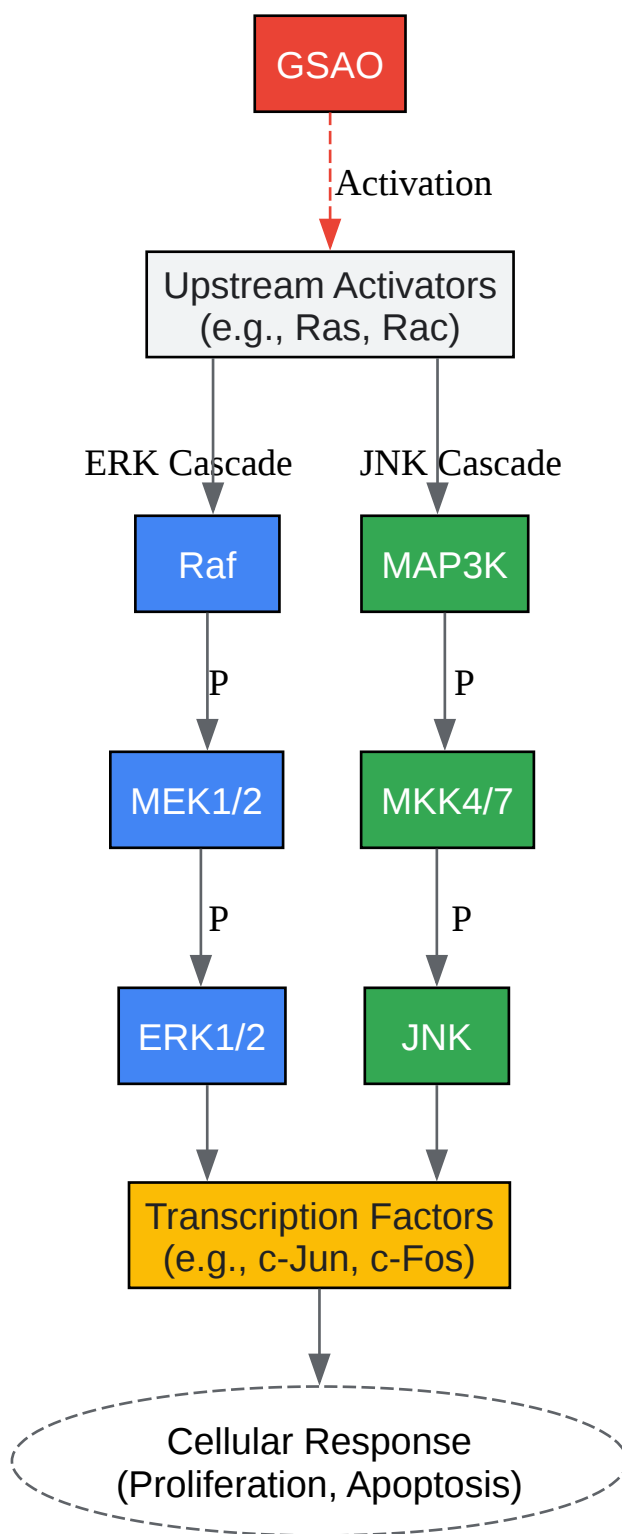 GSAO
Activation
Upstream Activators
(e.g., Ras, Rac)
ERK Cascade
JNK Cascade
Raf
MAP3K
P
P
MEK1/2
MKK4/7
P
P
ERK1/2
JNK
Transcription Factors
(e.g., c-Jun, c-Fos)
Cellular Response
(Proliferation, Apoptosis)